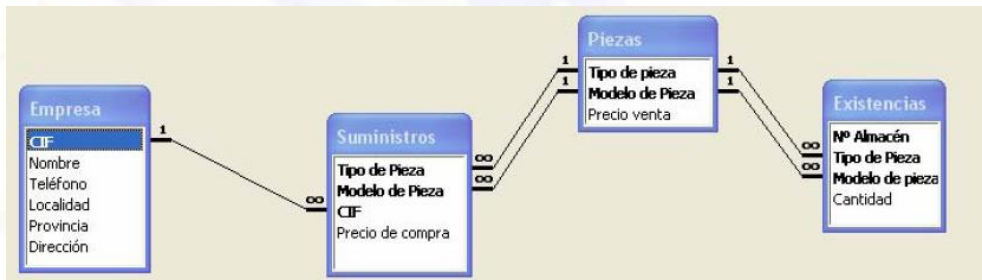 Empresa
CIF
Nombre
Teléfono
Localidad
Provincia
Dirección
1
∞
Suministros
Tipo de Pieza
Modelo de Pieza
CIF
Precio de compra
∞
∞
1
1
Piezas
Tipo de pieza
Modelo de Pieza
Precio venta
1
1
∞
∞
Existencias
Nº Almacén
Tipo de Pieza
Modelo de pieza
Cantidad